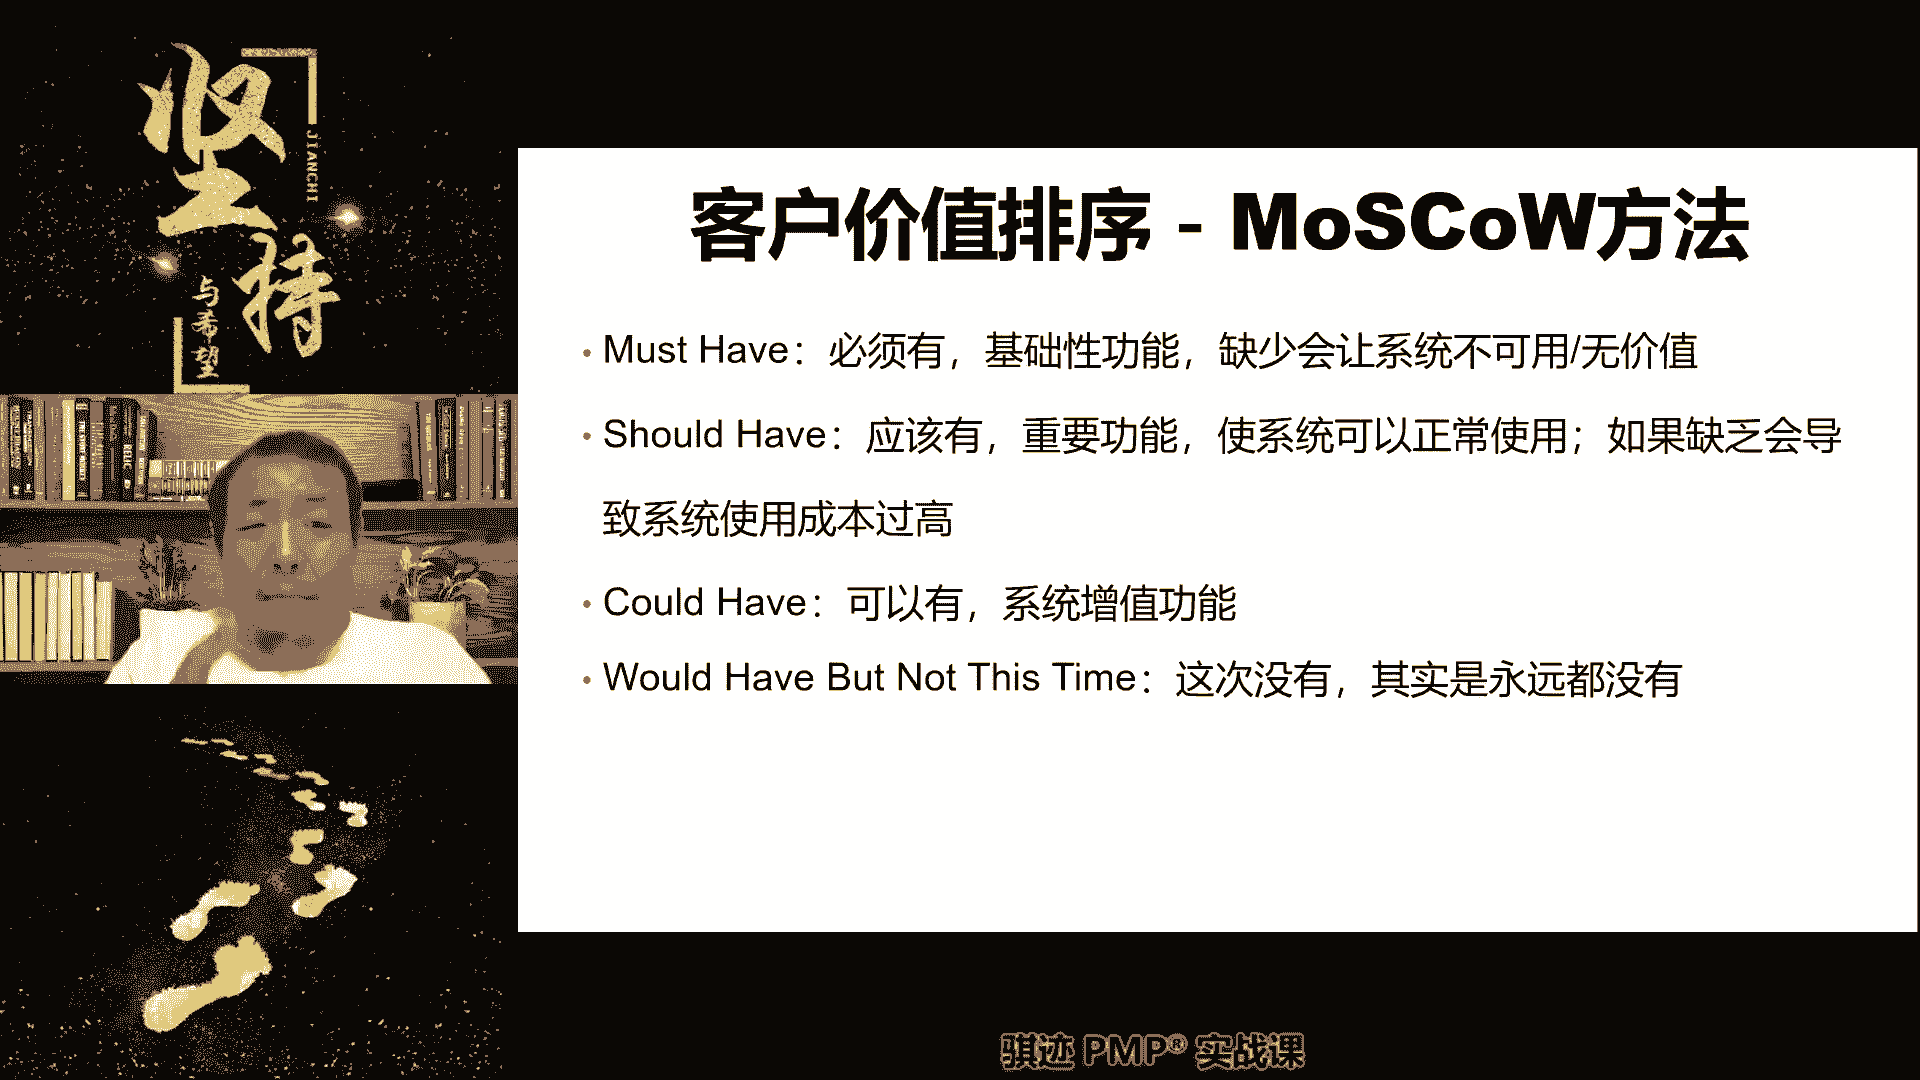 坚持
JIANCHI
与希望
客户价值排序 - MoSCoW方法
• Must Have：必须有，基础性功能，缺少会让系统不可用/无价值
• Should Have：应该有，重要功能，使系统可以正常使用；如果缺乏会导
致系统使用成本过高
• Could Have：可以有，系统增值功能
• Would Have But Not This Time：这次没有，其实是永远都没有
骐迹 PMP® 实战课